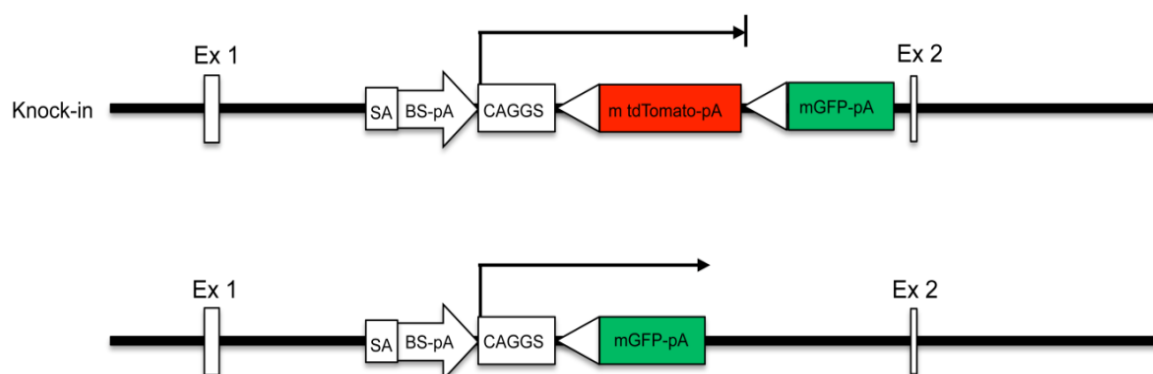 Ex 1
Ex 2
Knock-in
SA
BS-pA
CAGGS
m tdTomato-pA
mGFP-pA
Ex 1
Ex 2
SA
BS-pA
CAGGS
mGFP-pA